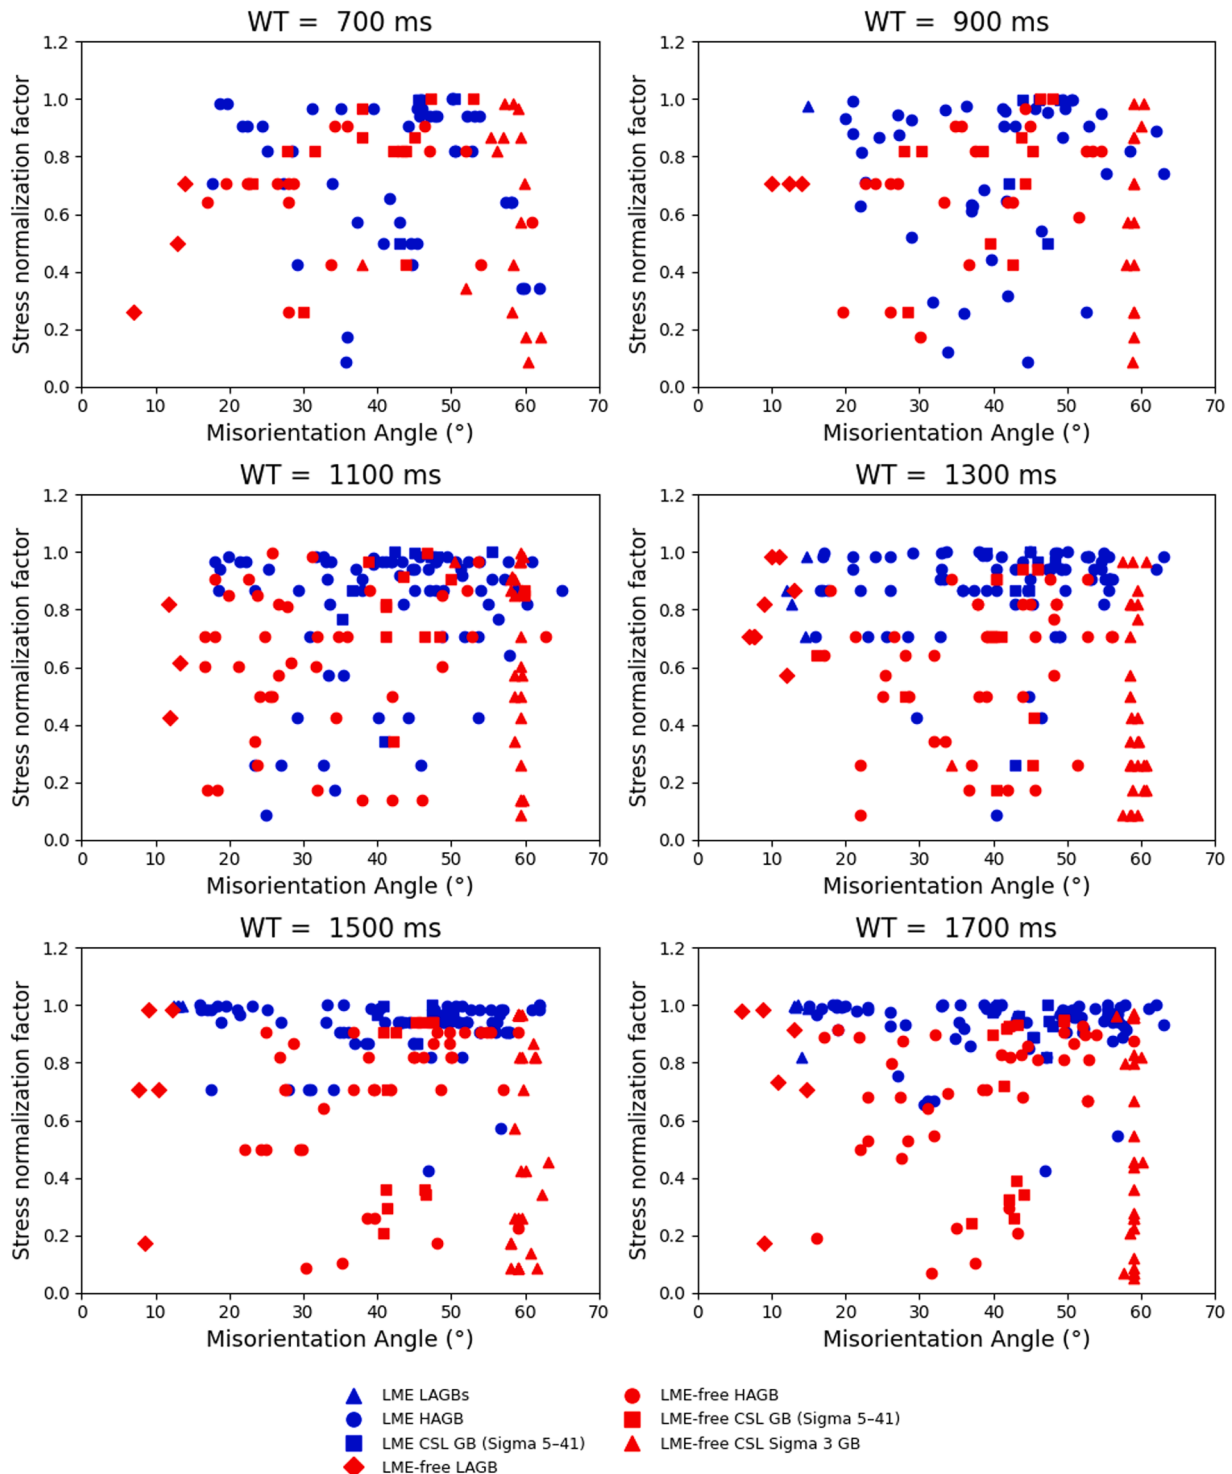 WT =  700 ms
WT =  900 ms
Stress normalization factor
1.2
1.0
0.8
0.6
0.4
0.2
0.0
0 10 20 30 40 50 60 70
Misorientation Angle (°)
Stress normalization factor
1.2
1.0
0.8
0.6
0.4
0.2
0.0
0 10 20 30 40 50 60 70
Misorientation Angle (°)
WT =  1100 ms
WT =  1300 ms
Stress normalization factor
1.2
1.0
0.8
0.6
0.4
0.2
0.0
0 10 20 30 40 50 60 70
Misorientation Angle (°)
Stress normalization factor
1.2
1.0
0.8
0.6
0.4
0.2
0.0
0 10 20 30 40 50 60 70
Misorientation Angle (°)
WT =  1500 ms
WT =  1700 ms
Stress normalization factor
1.2
1.0
0.8
0.6
0.4
0.2
0.0
0 10 20 30 40 50 60 70
Misorientation Angle (°)
Stress normalization factor
1.2
1.0
0.8
0.6
0.4
0.2
0.0
0 10 20 30 40 50 60 70
Misorientation Angle (°)
LME LAGBs
LME HAGB
LME CSL GB (Sigma 5–41)
LME-free LAGB
LME-free HAGB
LME-free CSL GB (Sigma 5–41)
LME-free CSL Sigma 3 GB